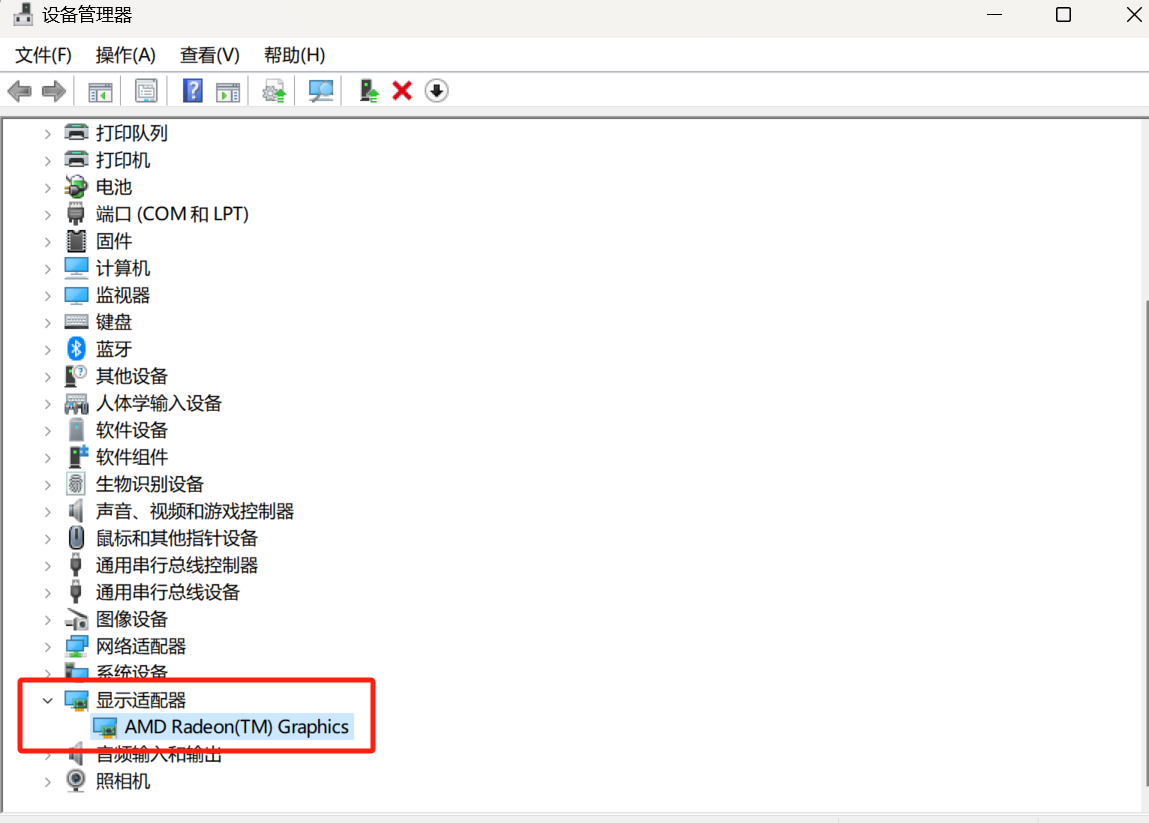 设备管理器
文件(F) 操作(A) 查看(V) 帮助(H)
打印队列
打印机
电池
端口 (COM 和 LPT)
固件
计算机
监视器
键盘
蓝牙
其他设备
人体学输入设备
软件设备
软件组件
生物识别设备
声音、视频和游戏控制器
鼠标和其他指针设备
通用串行总线控制器
通用串行总线设备
图像设备
网络适配器
系统设备
显示适配器
AMD Radeon(TM) Graphics
音频输入和输出
照相机